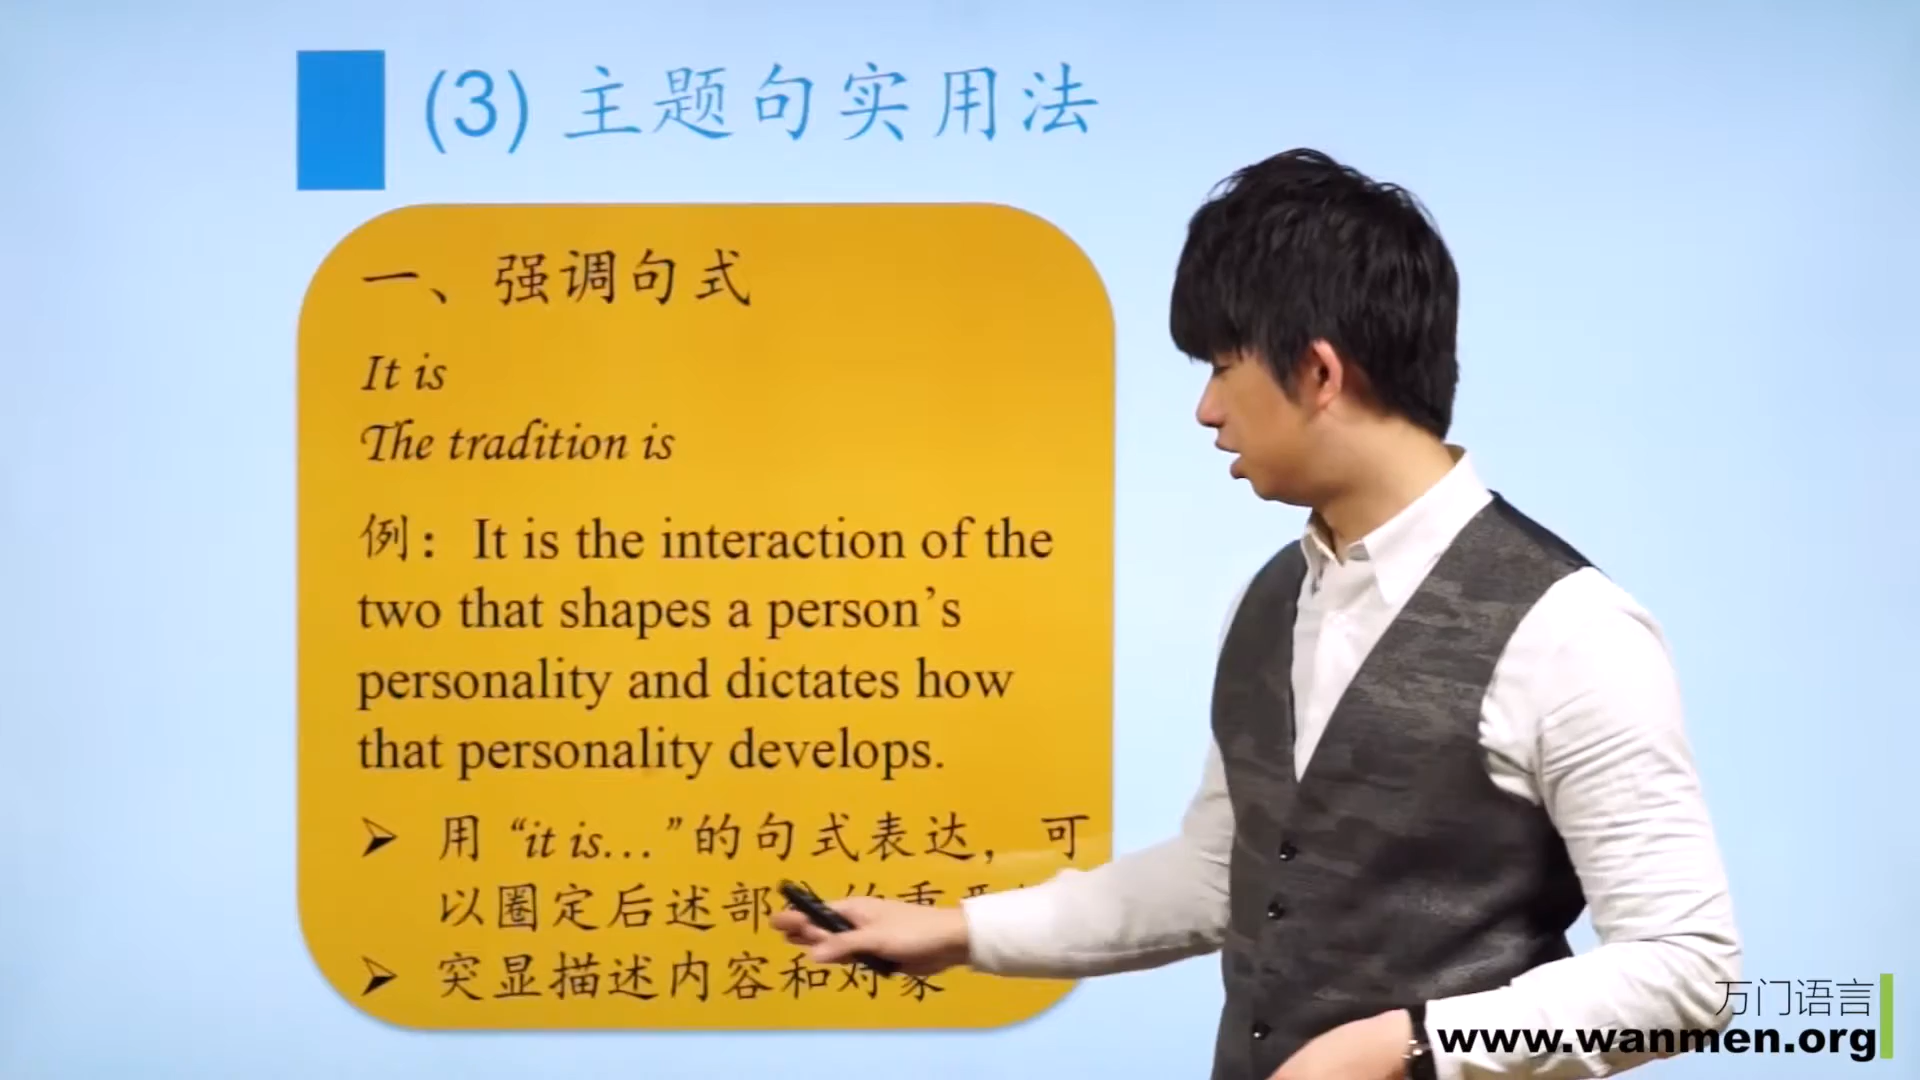 (3) 主题句实用法
一、强调句式
It is
The tradition is
例：It is the interaction of the
two that shapes a person’s
personality and dictates how
that personality develops.
➢ 用 “it is…”的句式表达，可
以圈定后述部
➢ 突显描述内容和对象
万门语言
www.wanmen.org